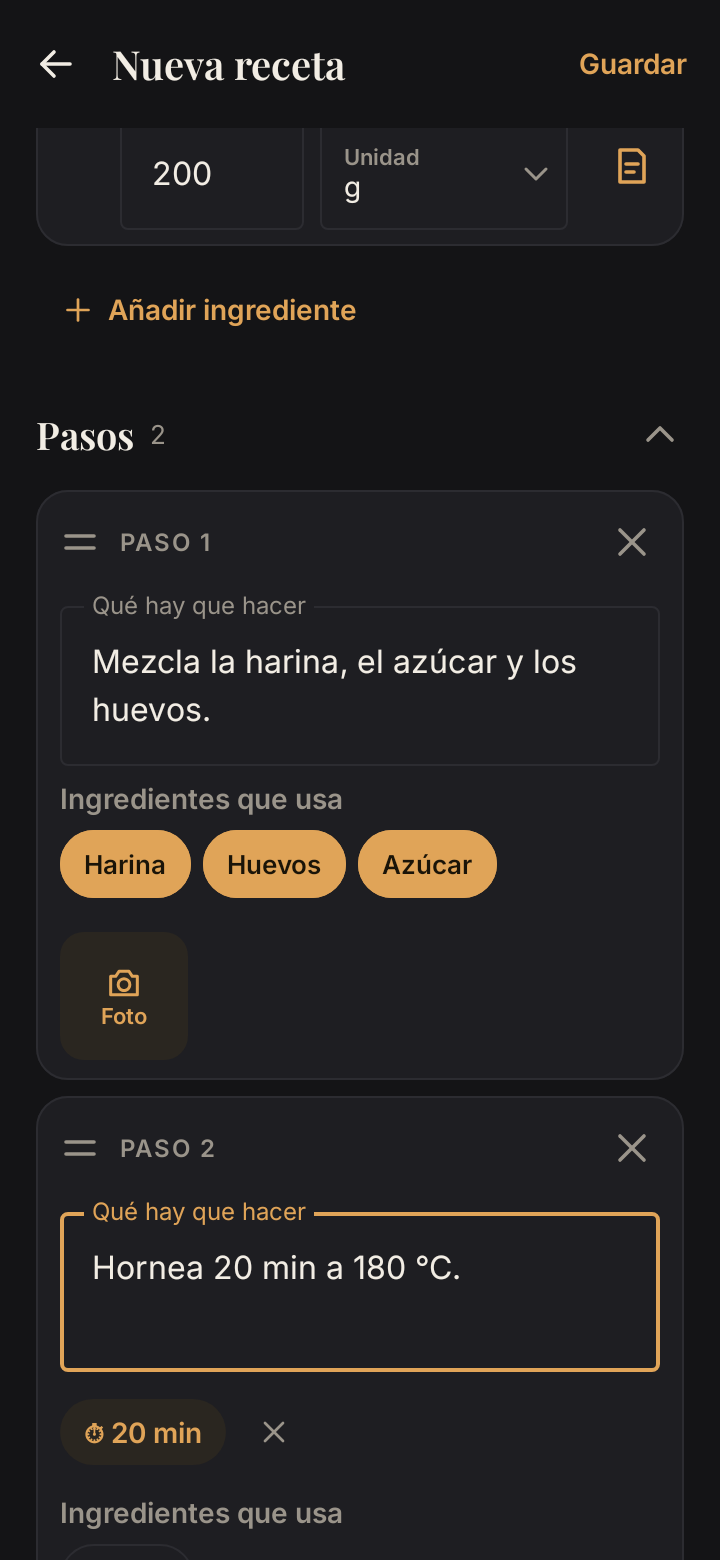 Nueva receta
Guardar
200
Unidad
g
Añadir ingrediente
Pasos 2
PASO 1
Qué hay que hacer
Mezcla la harina, el azúcar y los
huevos.
Ingredientes que usa
Harina Huevos Azúcar
Foto
PASO 2
Qué hay que hacer
Hornea 20 min a 180 °C.
⏱ 20 min
Ingredientes que usa